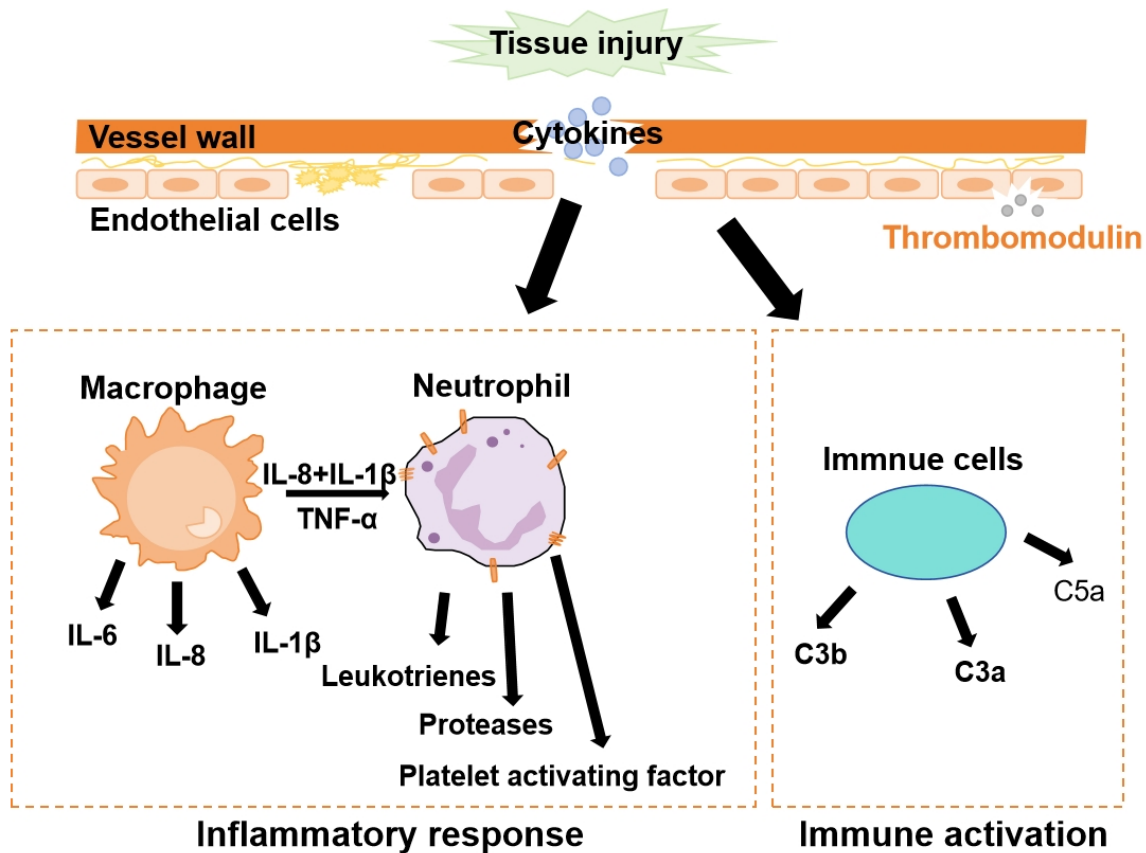 Tissue injury
Vessel wall
Cytokines
Endothelial cells
Thrombomodulin
Macrophage
Neutrophil
IL-8+IL-1β
TNF-α
IL-6
IL-8
IL-1β
Leukotrienes
Proteases
Platelet activating factor
Inflammatory response
Immnue cells
C5a
C3b
C3a
Immune activation